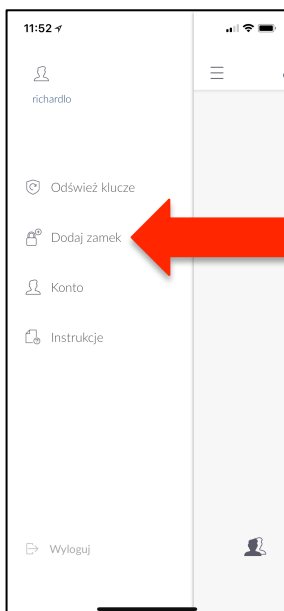 11:52
richardlo
Odśwież klucze
Dodaj zamek
Konto
Instrukcje
Wyloguj